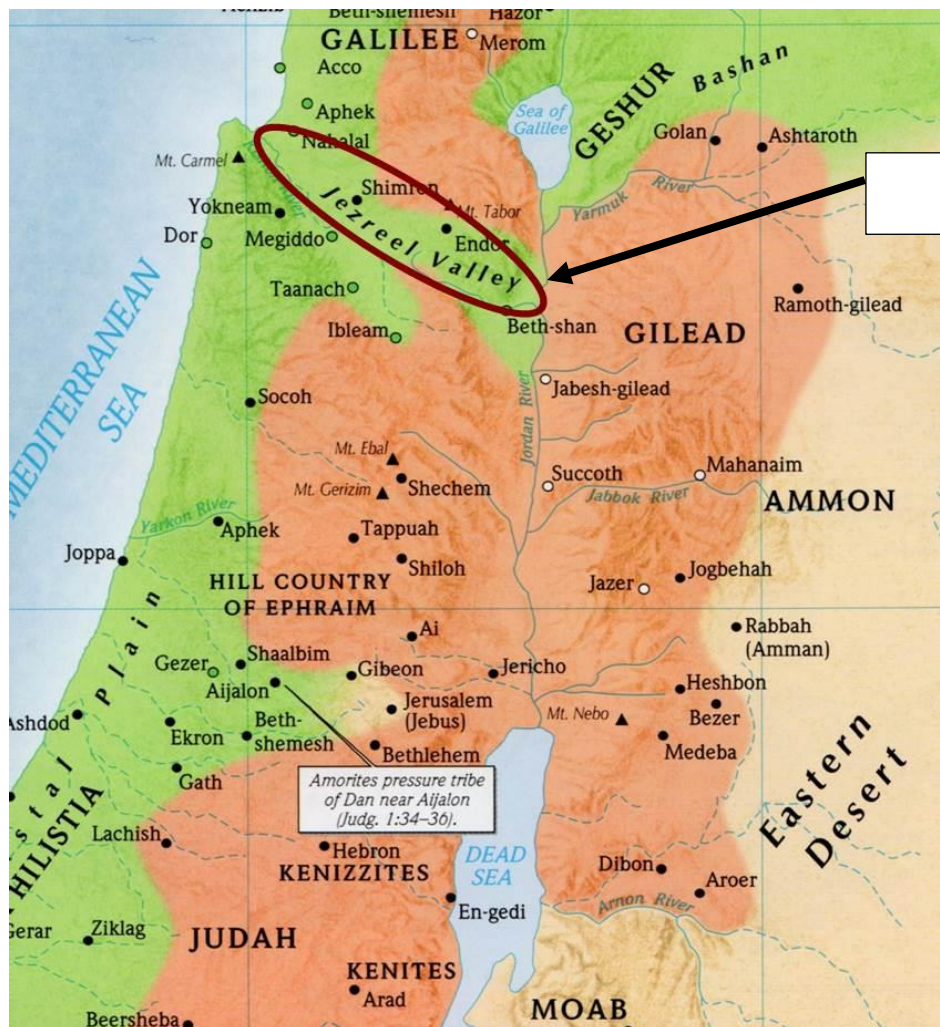 Beth-shemesh
Hazor
GALILEE
Merom
Acco
Aphek
Sea of
Galilee
GESHUR
Bashan
Golan
Ashtaroth
Nahalal
Mt. Carmel
River
Shimron
Mt. Tabor
Yarmuk River
Yokneam
Jezreel Valley
Dor
Megiddo
Endor
Taanach
Ramoth-gilead
Beth-shan
Ibleam
GILEAD
MEDITERRANEAN
SEA
Jabesh-gilead
Socoh
Jordan River
Mt. Ebal
Mt. Gerizim
Shechem
Succoth
Mahanaim
Jabbok River
AMMON
Yarkon River
Aphek
Tappuah
Joppa
Shiloh
Jogbehah
HILL COUNTRY
OF EPHRAIM
Jazer
Ai
Rabbah
(Amman)
Plain
Shaalbim
Gezer
Gibeon
Jericho
Aijalon
Heshbon
Jerusalem
(Jebus)
Mt. Nebo
Bezer
Ashdod
Ekron
Beth-
shemesh
Bethlehem
Medeba
Eastern
Desert
Gath
Amorites pressure tribe
of Dan near Aijalon
(Judg. 1:34–36).
stal
HILISTIA
Lachish
Hebron
KENIZZITES
DEAD
SEA
Dibon
Aroer
Arnon River
En-gedi
Gerar
Ziklag
JUDAH
KENITES
Arad
MOAB
Beersheba